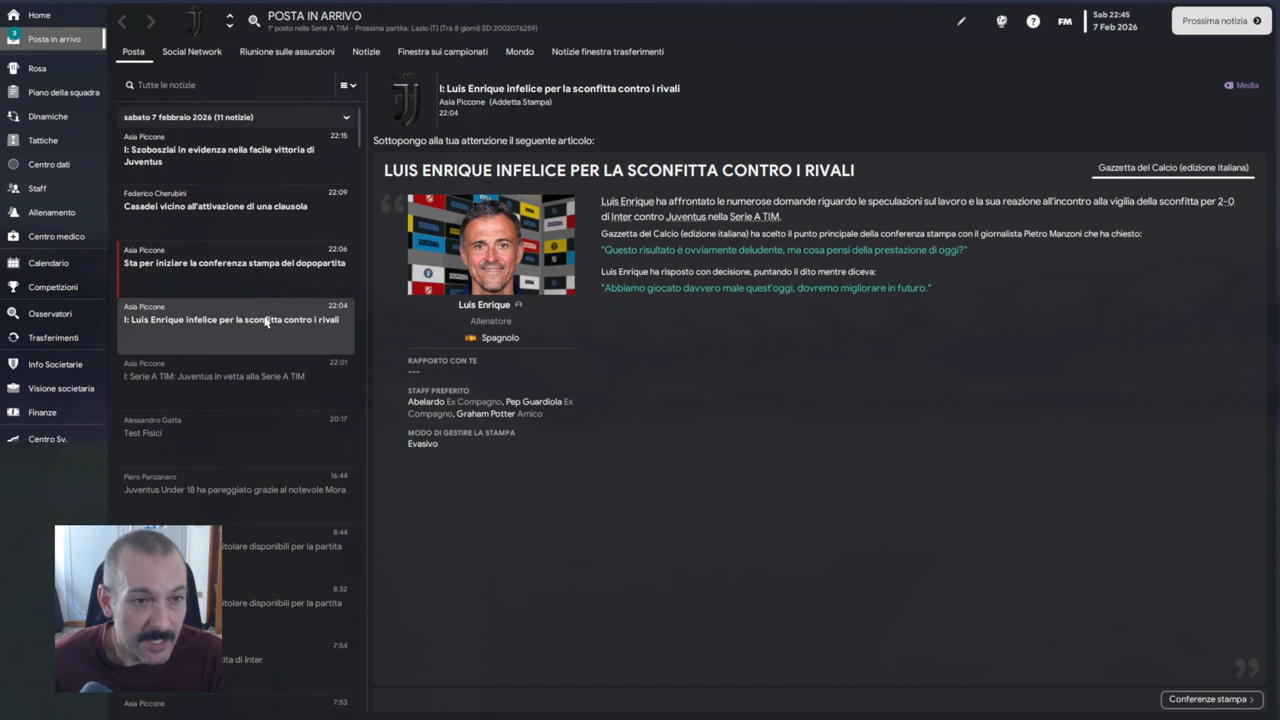 Home
3
Posta in arrivo
Rosa
Piano della squadra
Dinamiche
Tattiche
Centro dati
Staff
Allenamento
Centro medico
Calendario
Competizioni
Osservatori
Trasferimenti
Info Societarie
Visione societaria
Finanze
Centro Sv.
POSTA IN ARRIVO
1° posto nella Serie A TIM - Prossima partita: Lazio (T) (Tra 8 giorni) (ID:2002076259)
?
FM
Sab 22:45
7 Feb 2026
Prossima notizia
Posta
Social Network
Riunione sulle assunzioni
Notizie
Finestra sui campionati
Mondo
Notizie finestra trasferimenti
Tutte le notizie
sabato 7 febbraio 2026 (11 notizie)
Asia Piccone 22:15
I: Szoboszlai in evidenza nella facile vittoria di
Juventus
Federico Cherubini 22:09
Casadei vicino all'attivazione di una clausola
Asia Piccone 22:06
Sta per iniziare la conferenza stampa del dopopartita
Asia Piccone 22:04
I: Luis Enrique infelice per la sconfitta contro i rivali
Asia Piccone 22:01
I: Serie A TIM: Juventus in vetta alla Serie A TIM
Alessandro Gatta 20:17
Test Fisici
Piero Panzanaro 16:44
Juventus Under 18 ha pareggiato grazie al notevole Mora
8:44
titolare disponibili per la partita
8:32
titolare disponibili per la partita
7:54
tita di Inter
Asia Piccone 7:53
I: Luis Enrique infelice per la sconfitta contro i rivali
Asia Piccone (Addetta Stampa)
22:04
Media
Sottopongo alla tua attenzione il seguente articolo:
LUIS ENRIQUE INFELICE PER LA SCONFITTA CONTRO I RIVALI
Gazzetta del Calcio (edizione italiana)
Luis Enrique ha affrontato le numerose domande riguardo le speculazioni sul lavoro e la sua reazione all'incontro alla vigilia della sconfitta per 2-0
di Inter contro Juventus nella Serie A TIM.
Gazzetta del Calcio (edizione italiana) ha scelto il punto principale della conferenza stampa con il giornalista Pietro Manzoni che ha chiesto:
"Questo risultato è ovviamente deludente, ma cosa pensi della prestazione di oggi?"
Luis Enrique ha risposto con decisione, puntando il dito mentre diceva:
"Abbiamo giocato davvero male quest'oggi, dovremo migliorare in futuro."
Luis Enrique
Allenatore
Spagnolo
RAPPORTO CON TE
---
STAFF PREFERITO
Abelardo Ex Compagno, Pep Guardiola Ex
Compagno, Graham Potter Amico
MODO DI GESTIRE LA STAMPA
Evasivo
Conferenze stampa